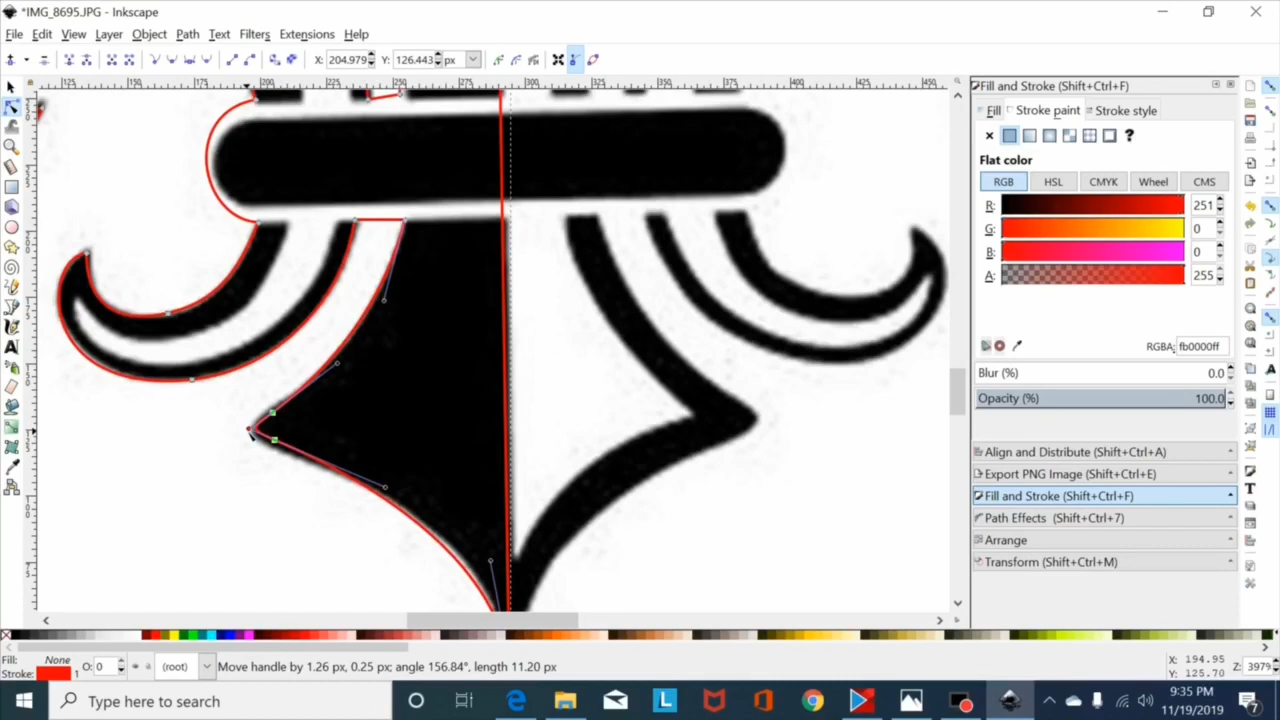 *IMG_8695.JPG - Inkscape
File Edit View Layer Object Path Text Filters Extensions Help
X: 204.979 Y: 126.443 px
Fill and Stroke (Shift+Ctrl+F)
Fill Stroke paint Stroke style
?
Flat color
RGB HSL CMYK Wheel CMS
R: 251
G: 0
B: 0
A: 255
RGBA: fb0000ff
Blur (%) 0.0
Opacity (%) 100.0
Align and Distribute (Shift+Ctrl+A)
Export PNG Image (Shift+Ctrl+E)
Fill and Stroke (Shift+Ctrl+F)
Path Effects (Shift+Ctrl+7)
Arrange
Transform (Shift+Ctrl+M)
Fill: None O: 0 (root) Move handle by 1.26 px, 0.25 px; angle 156.84°, length 11.20 px X: 194.95 Z: 3979
Stroke: 1 Y: 125.70
Type here to search
9:35 PM
11/19/2019
7